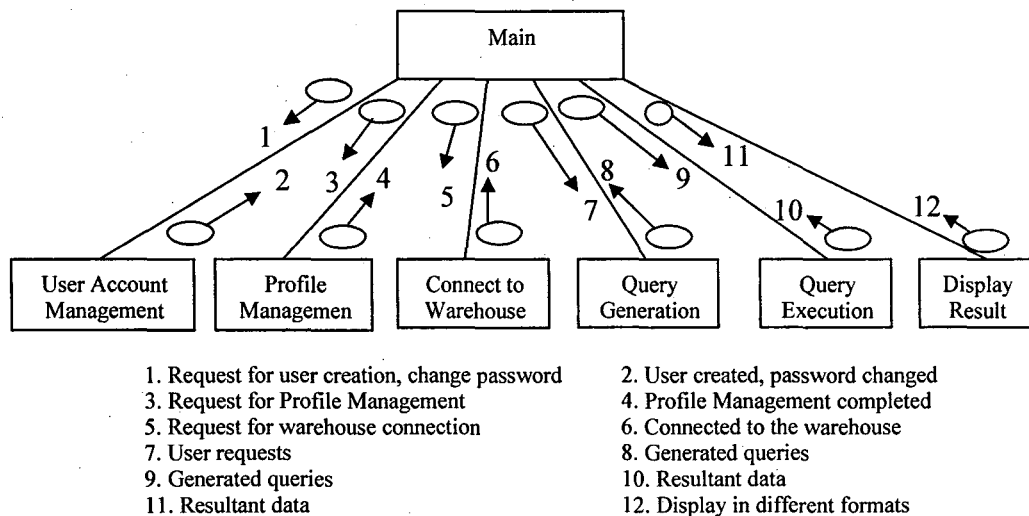 Main
1
2
3
4
5
6
7
8
9
10
11
12
User Account
Management
Profile
Managemen
Connect to
Warehouse
Query
Generation
Query
Execution
Display
Result
1. Request for user creation, change password
2. User created, password changed
3. Request for Profile Management
4. Profile Management completed
5. Request for warehouse connection
6. Connected to the warehouse
7. User requests
8. Generated queries
9. Generated queries
10. Resultant data
11. Resultant data
12. Display in different formats